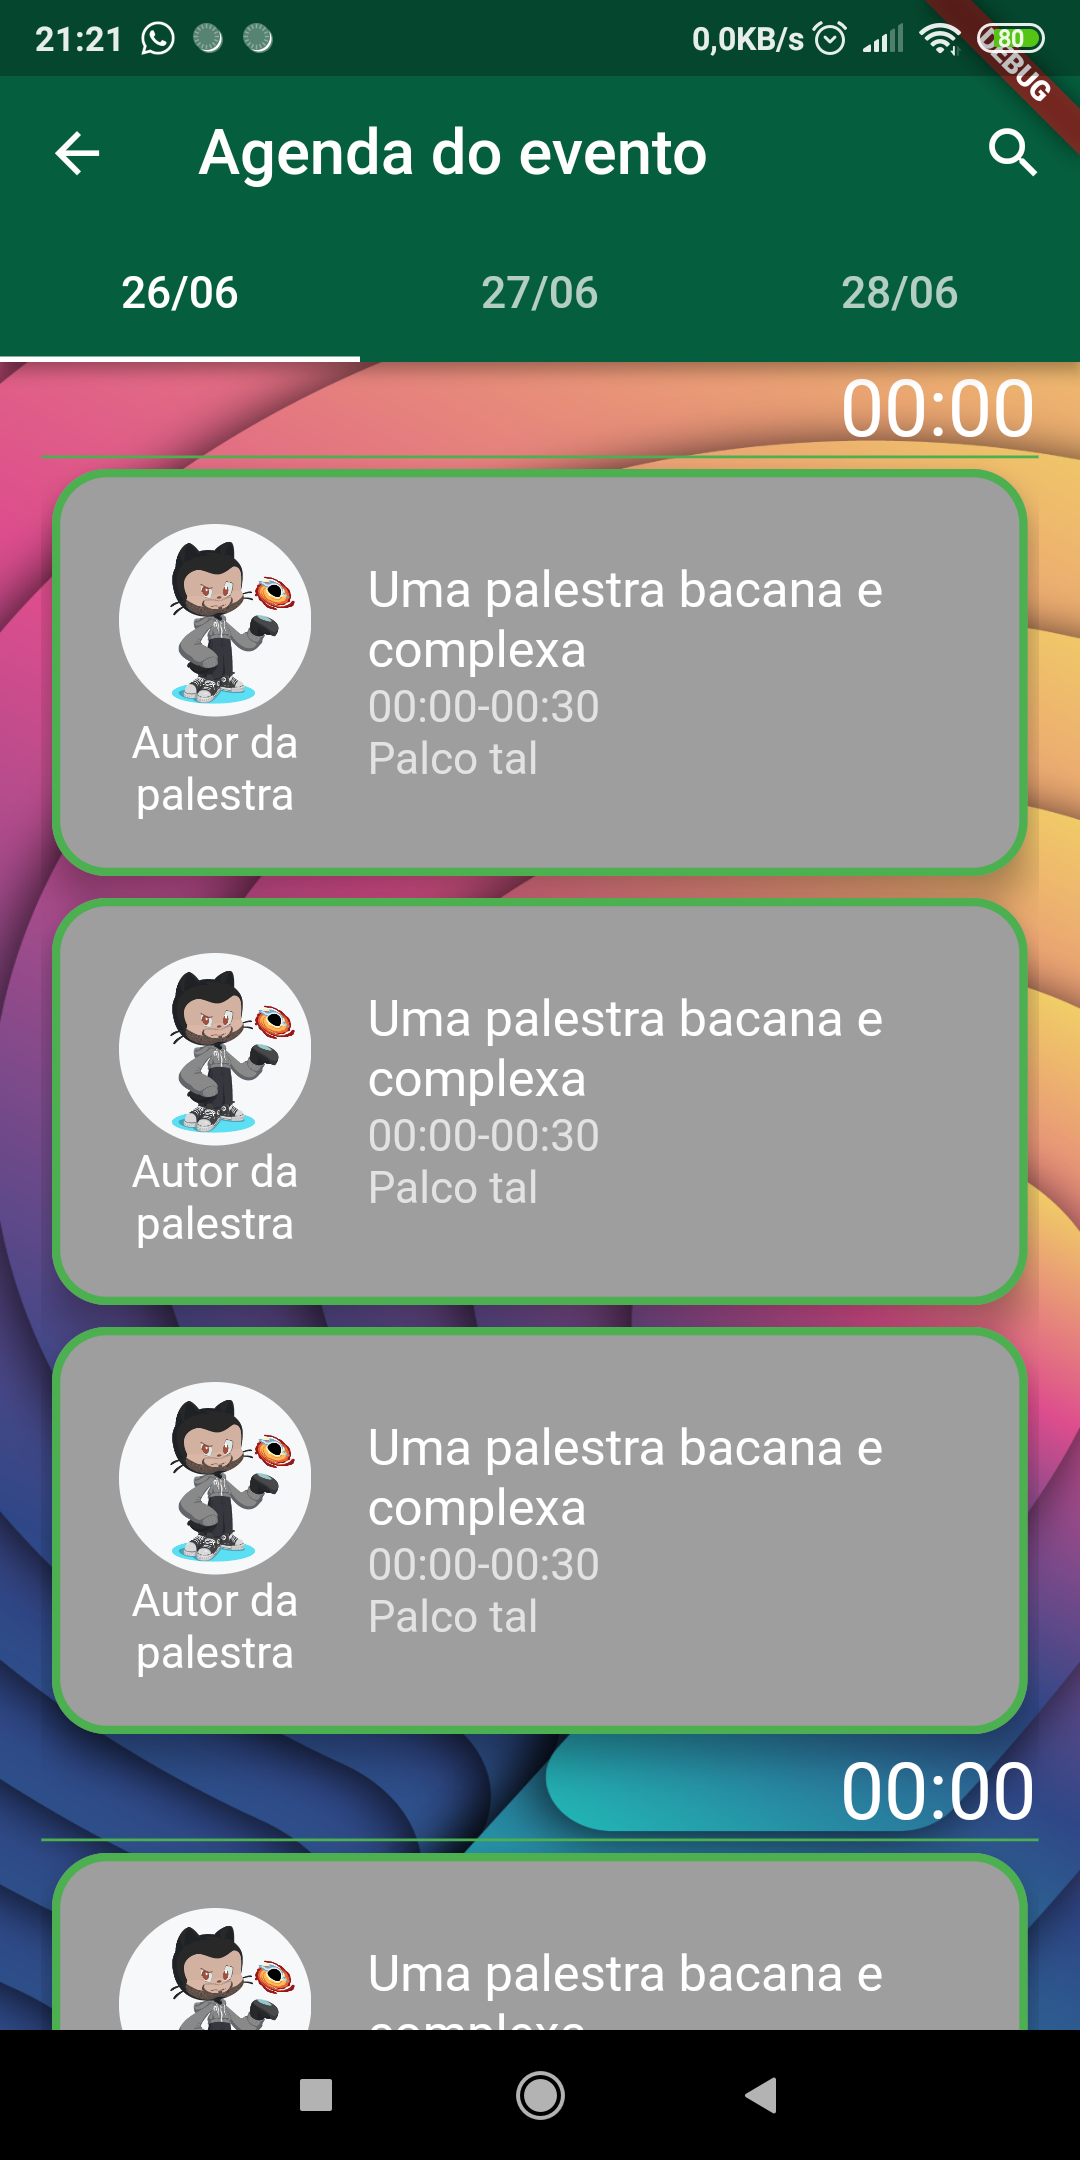 21:21 0,0KB/s 80
DEBUG
Agenda do evento
26/06 27/06 28/06
00:00
Uma palestra bacana e
complexa
00:00-00:30
Palco tal
Autor da
palestra
Uma palestra bacana e
complexa
00:00-00:30
Palco tal
Autor da
palestra
Uma palestra bacana e
complexa
00:00-00:30
Palco tal
Autor da
palestra
00:00
Uma palestra bacana e
complexa